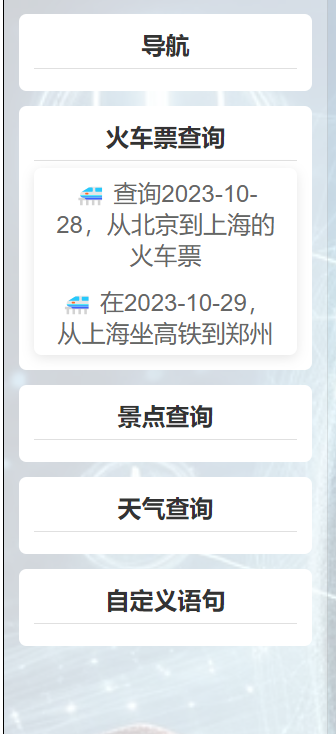 导航
火车票查询
🚅 查询2023-10-
28，从北京到上海的
火车票
🚅 在2023-10-29，
从上海坐高铁到郑州
景点查询
天气查询
自定义语句